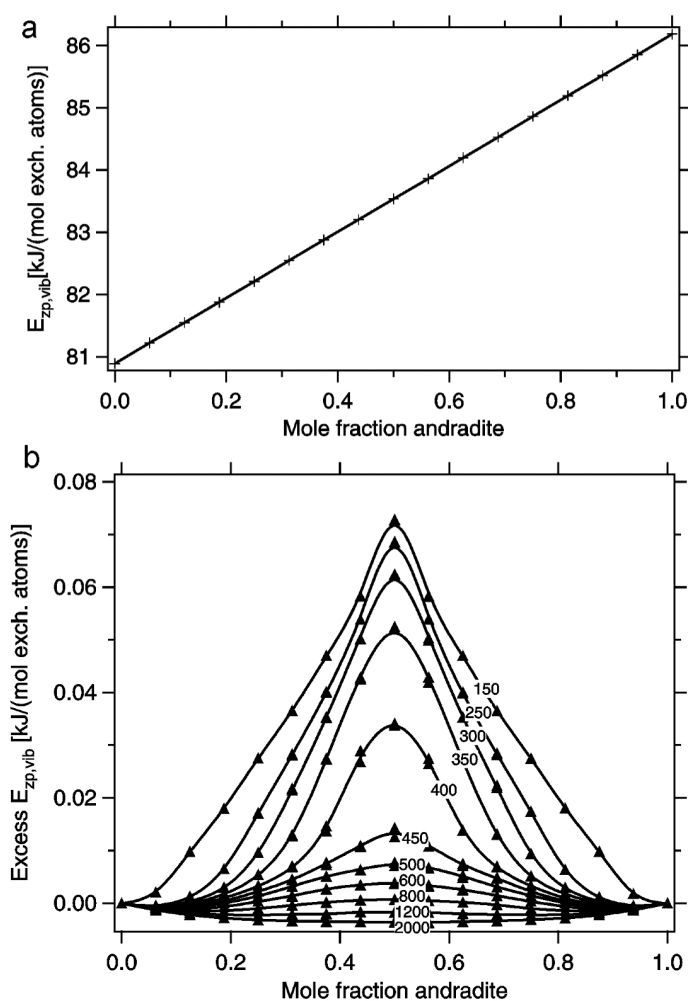 a
86
85
84
83
82
81
E_zp,vib[kJ/(mol exch. atoms)]
0.0 0.2 0.4 0.6 0.8 1.0
Mole fraction andradite
b
0.08
0.06
0.04
0.02
0.00
Excess E_zp,vib [kJ/(mol exch. atoms)]
150
250
300
350
400
450
500
600
800
1200
2000
0.0 0.2 0.4 0.6 0.8 1.0
Mole fraction andradite